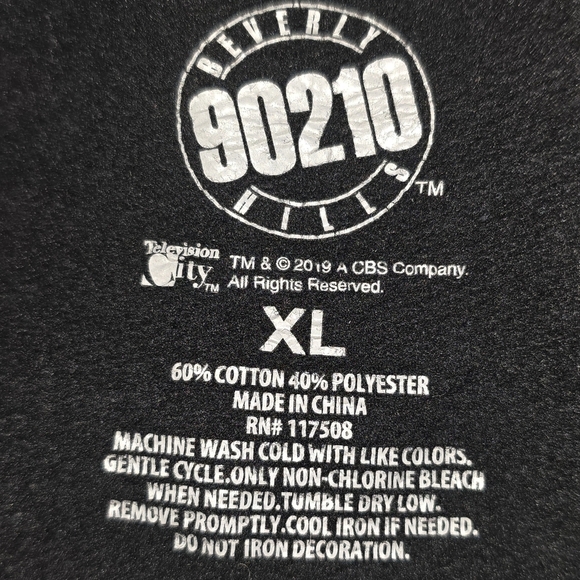 BEVERLY
90210
HILLS
TM
Television
City TM
TM & © 2019 A CBS Company.
All Rights Reserved.
XL
60% COTTON 40% POLYESTER
MADE IN CHINA
RN# 117508
MACHINE WASH COLD WITH LIKE COLORS.
GENTLE CYCLE.ONLY NON-CHLORINE BLEACH
WHEN NEEDED.TUMBLE DRY LOW.
REMOVE PROMPTLY.COOL IRON IF NEEDED.
DO NOT IRON DECORATION.